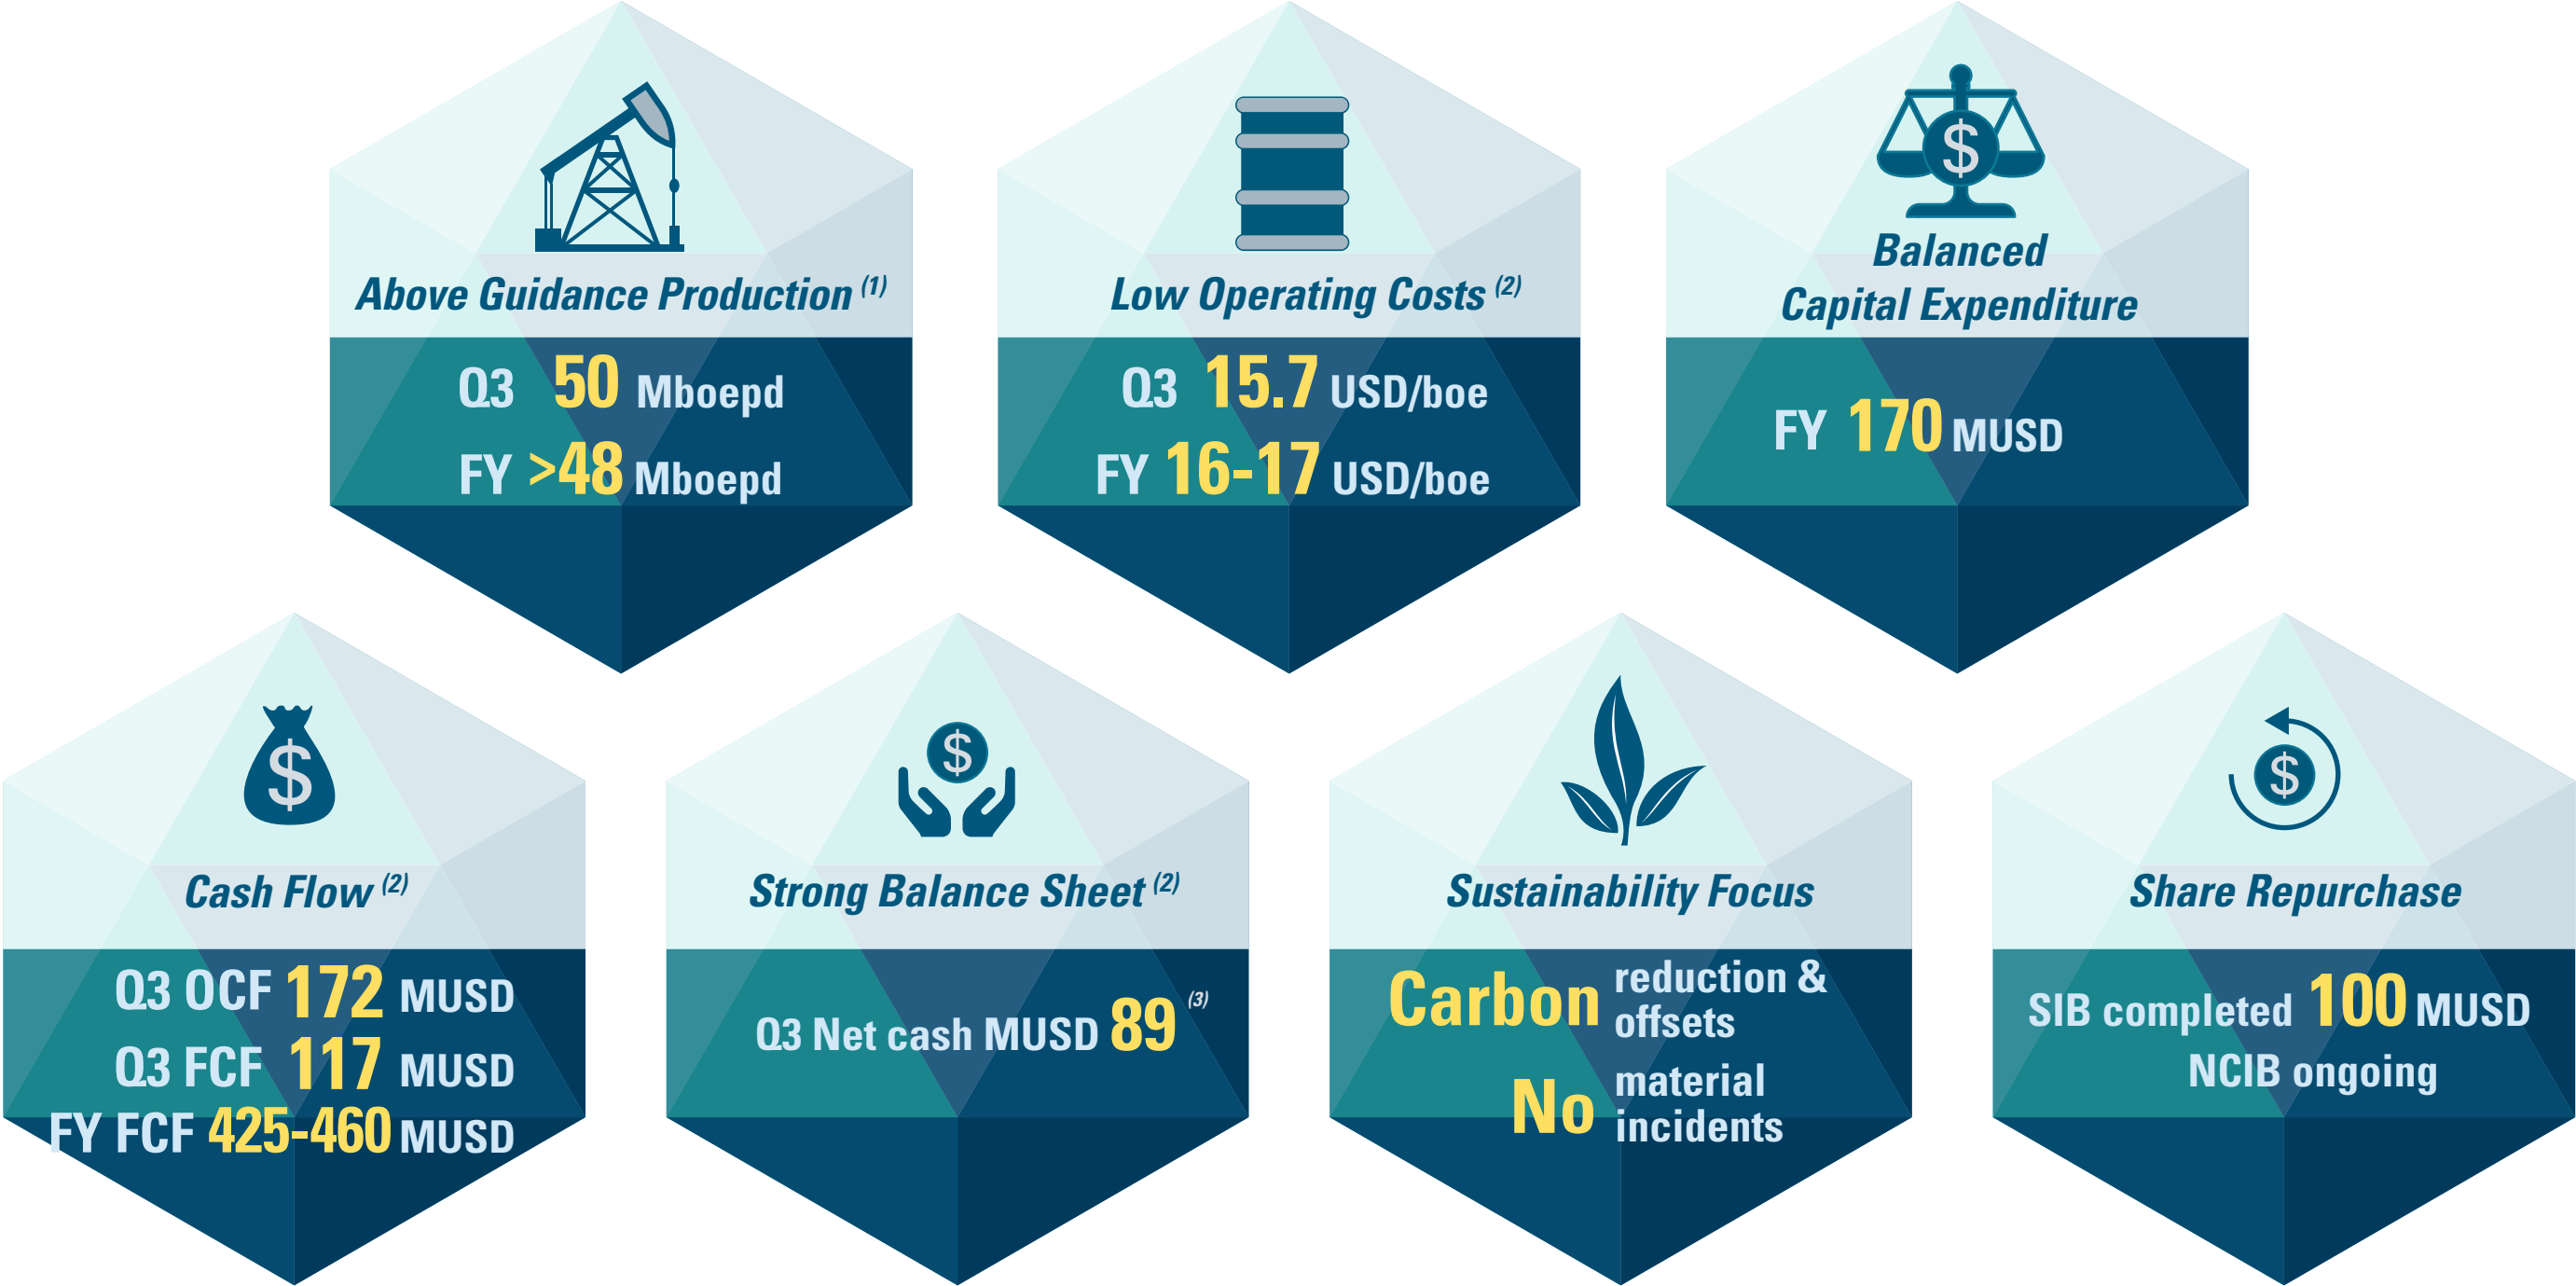 Above Guidance Production (1)
Q3 50 Mboepd
FY >48 Mboepd
Low Operating Costs (2)
Q3 15.7 USD/boe
FY 16-17 USD/boe
$
Balanced
Capital Expenditure
FY 170 MUSD
$
Cash Flow (2)
Q3 OCF 172 MUSD
Q3 FCF 117 MUSD
FY FCF 425-460 MUSD
$
Strong Balance Sheet (2)
Q3 Net cash MUSD 89 (3)
Sustainability Focus
Carbon reduction &
offsets
No material
incidents
$
Share Repurchase
SIB completed 100 MUSD
NCIB ongoing